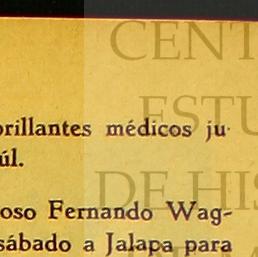 CENT
brillantes médicos ju-
ESTU
úl.
DE HIS
oso Fernando Wag-
sábado a Jalapa para